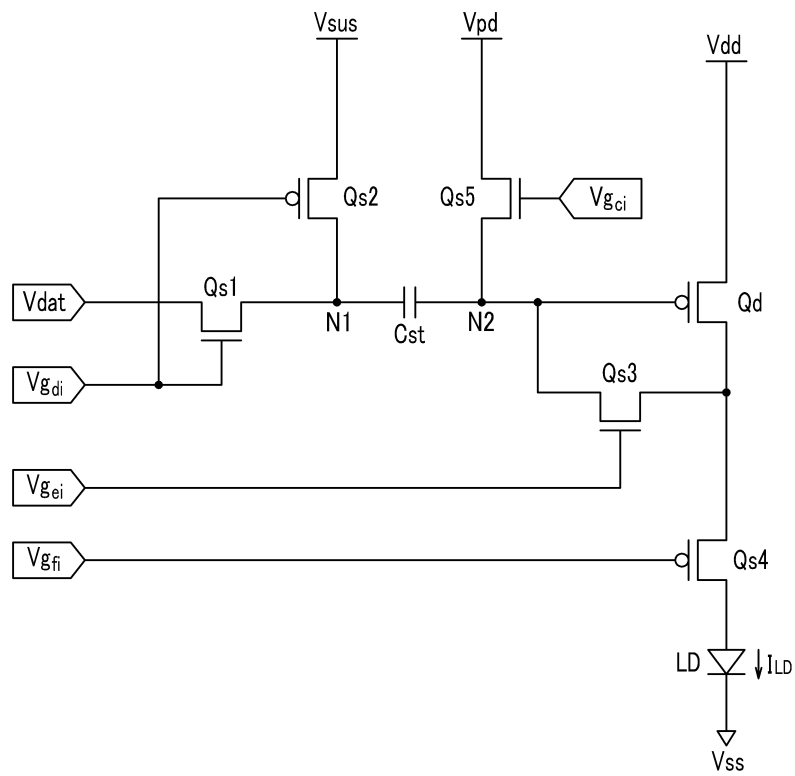 Vsus
Vpd
Vdd
Qs2
Qs5
Vgci
Qs1
Vdat
N1
Cst
N2
Qd
Vgdi
Qs3
Vgei
Vgfi
Qs4
LD
ILD
Vss